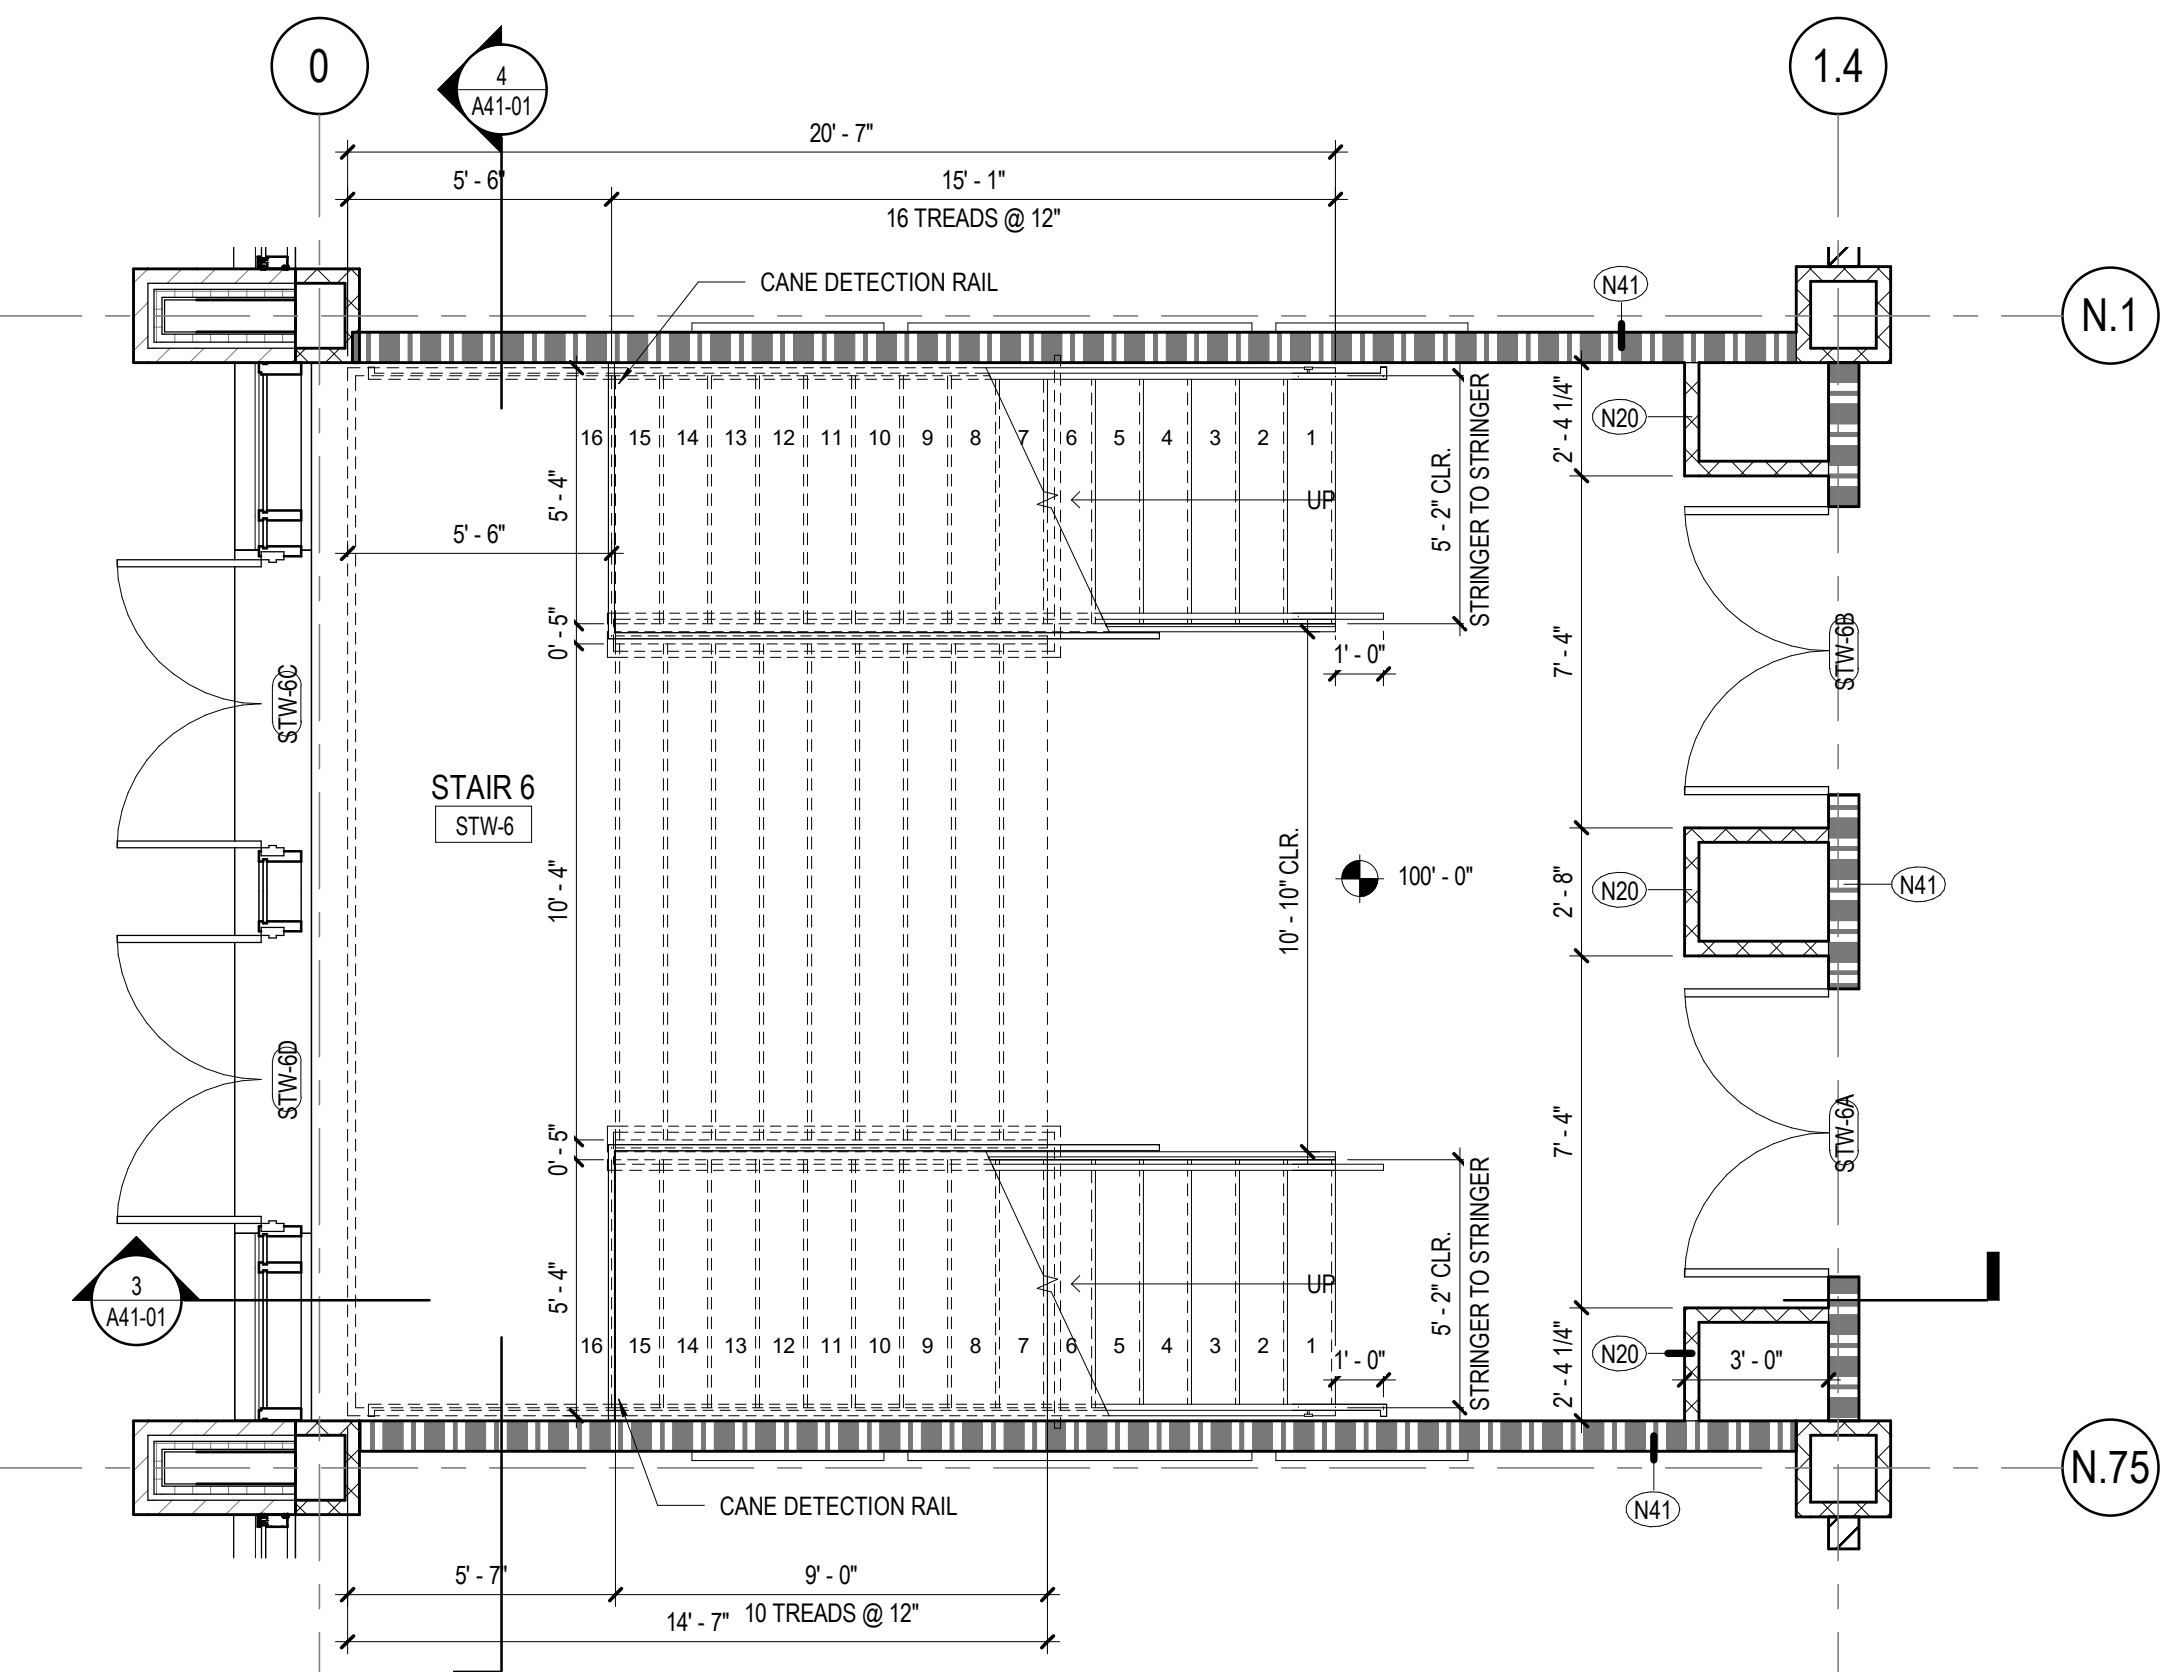 0
1.4
4
A41-01
20' - 7"
5' - 6"
15' - 1"
16 TREADS @ 12"
CANE DETECTION RAIL
N41
N.1
N20
2' - 4 1/4"
16 15 14 13 12 11 10 9 8 7 6 5 4 3 2 1
5' - 4"
UP
5' - 2" CLR.
STRINGER TO STRINGER
5' - 6"
0' - 5"
1' - 0"
7' - 4"
STW-6B
STW-6C
STAIR 6
STW-6
10' - 4"
10' - 10" CLR.
100' - 0"
2' - 8"
N20
N41
STW-6D
0' - 5"
7' - 4"
STW-6A
3
A41-01
5' - 4"
UP
5' - 2" CLR.
STRINGER TO STRINGER
16 15 14 13 12 11 10 9 8 7 6 5 4 3 2 1
1' - 0"
2' - 4 1/4"
N20
3' - 0"
N.75
CANE DETECTION RAIL
N41
5' - 7"
9' - 0"
10 TREADS @ 12"
14' - 7"